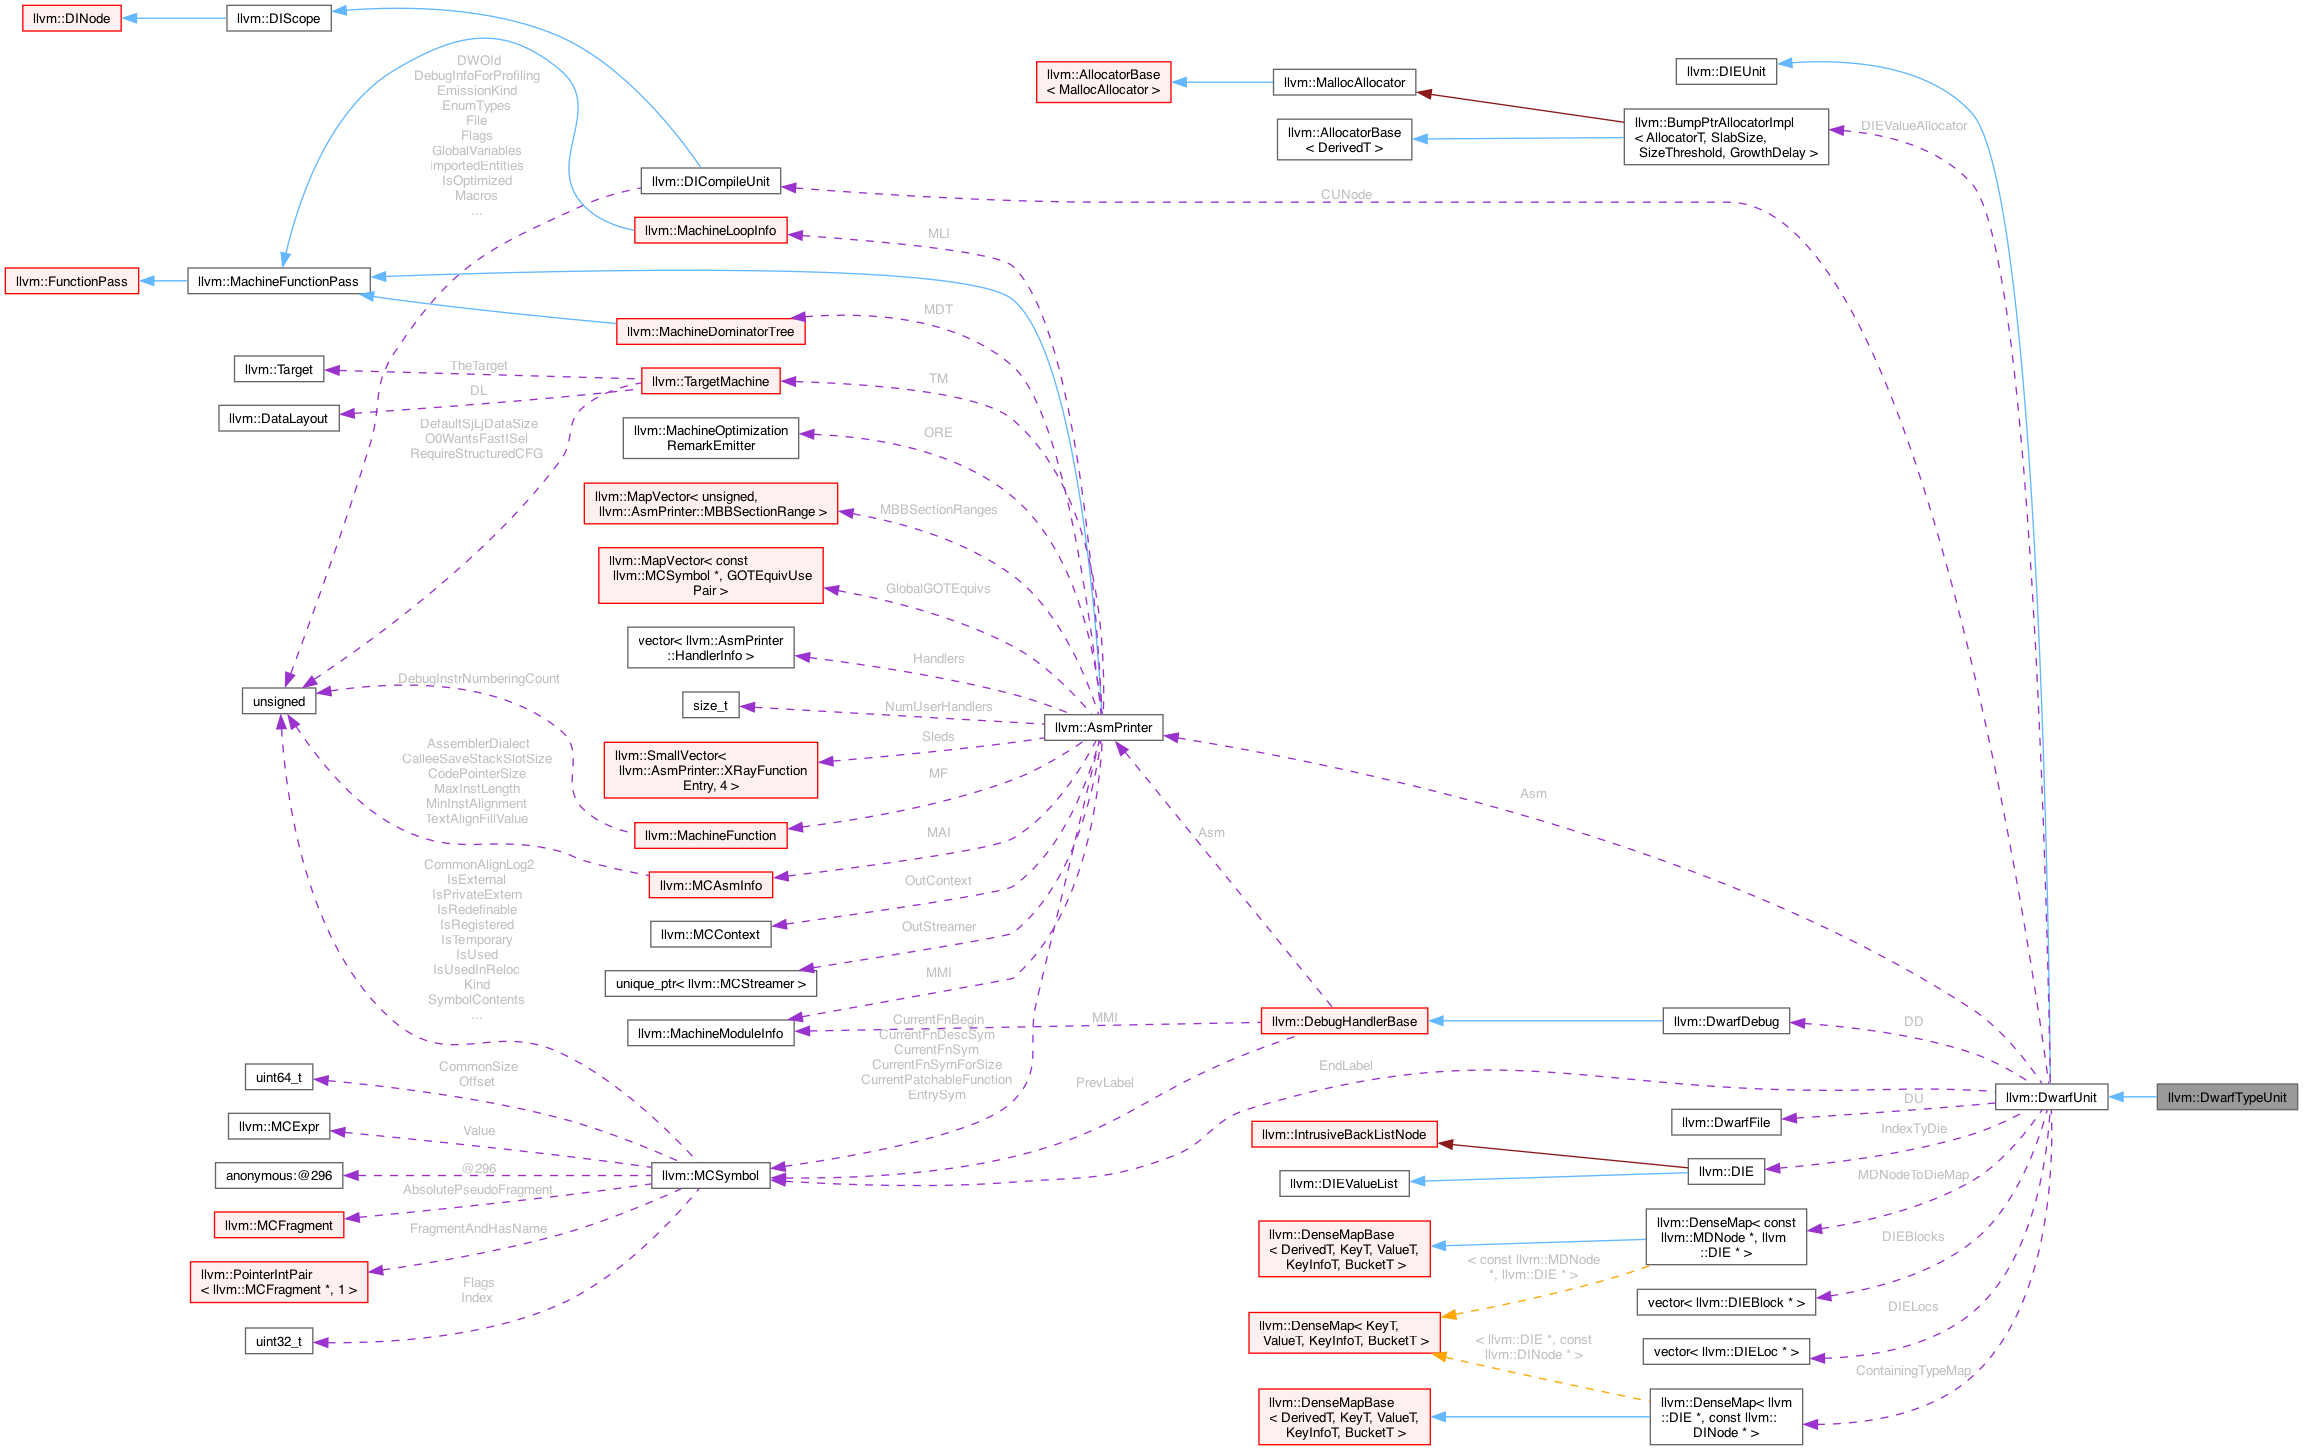 llvm::DINode
llvm::DIScope
DWOId
DebugInfoForProfiling
EmissionKind
EnumTypes
File
Flags
GlobalVariables
ImportedEntities
IsOptimized
Macros
...
llvm::AllocatorBase
< MallocAllocator >
llvm::MallocAllocator
llvm::DIEUnit
llvm::AllocatorBase
< DerivedT >
llvm::BumpPtrAllocatorImpl
< AllocatorT, SlabSize,
SizeThreshold, GrowthDelay >
DIEValueAllocator
llvm::DICompileUnit
CUNode
llvm::MachineLoopInfo
MLI
llvm::FunctionPass
llvm::MachineFunctionPass
MDT
llvm::MachineDominatorTree
llvm::Target
TheTarget
llvm::TargetMachine
TM
DL
llvm::DataLayout
DefaultSjLjDataSize
O0WantsFastISel
RequireStructuredCFG
llvm::MachineOptimization
RemarkEmitter
ORE
llvm::MapVector< unsigned,
llvm::AsmPrinter::MBBSectionRange >
MBBSectionRanges
llvm::MapVector< const
llvm::MCSymbol *, GOTEquivUse
Pair >
GlobalGOTEquivs
vector< llvm::AsmPrinter
::HandlerInfo >
Handlers
unsigned
DebugInstrNumberingCount
size_t
NumUserHandlers
llvm::AsmPrinter
Sleds
llvm::SmallVector<
llvm::AsmPrinter::XRayFunction
Entry, 4 >
MF
Asm
AssemblerDialect
CalleeSaveStackSlotSize
CodePointerSize
MaxInstLength
MinInstAlignment
TextAlignFillValue
llvm::MachineFunction
MAI
Asm
llvm::MCAsmInfo
OutContext
CommonAlignLog2
IsExternal
IsPrivateExtern
IsRedefinable
IsRegistered
IsTemporary
IsUsed
IsUsedInReloc
Kind
SymbolContents
...
llvm::MCContext
OutStreamer
unique_ptr< llvm::MCStreamer >
MMI
llvm::MachineModuleInfo
CurrentFnBegin
CurrentFnDescSym
CurrentFnSym
CurrentFnSymForSize
CurrentPatchableFunction
EntrySym
MMI
llvm::DebugHandlerBase
llvm::DwarfDebug
DD
uint64_t
CommonSize
Offset
PrevLabel
EndLabel
llvm::DwarfUnit
llvm::DwarfTypeUnit
DU
llvm::DwarfFile
llvm::MCExpr
Value
llvm::IntrusiveBackListNode
IndexTyDie
anonymous:@296
@296
llvm::MCSymbol
llvm::DIE
llvm::DIEValueList
MDNodeToDieMap
AbsolutePseudoFragment
llvm::MCFragment
FragmentAndHasName
llvm::DenseMapBase
< DerivedT, KeyT, ValueT,
KeyInfoT, BucketT >
llvm::DenseMap< const
llvm::MDNode *, llvm
::DIE * >
DIEBlocks
llvm::PointerIntPair
< llvm::MCFragment *, 1 >
< const llvm::MDNode
*, llvm::DIE * >
Flags
Index
vector< llvm::DIEBlock * >
DIELocs
llvm::DenseMap< KeyT,
ValueT, KeyInfoT, BucketT >
uint32_t
< llvm::DIE *, const
llvm::DINode * >
vector< llvm::DIELoc * >
ContainingTypeMap
llvm::DenseMapBase
< DerivedT, KeyT, ValueT,
KeyInfoT, BucketT >
llvm::DenseMap< llvm
::DIE *, const llvm::
DINode * >